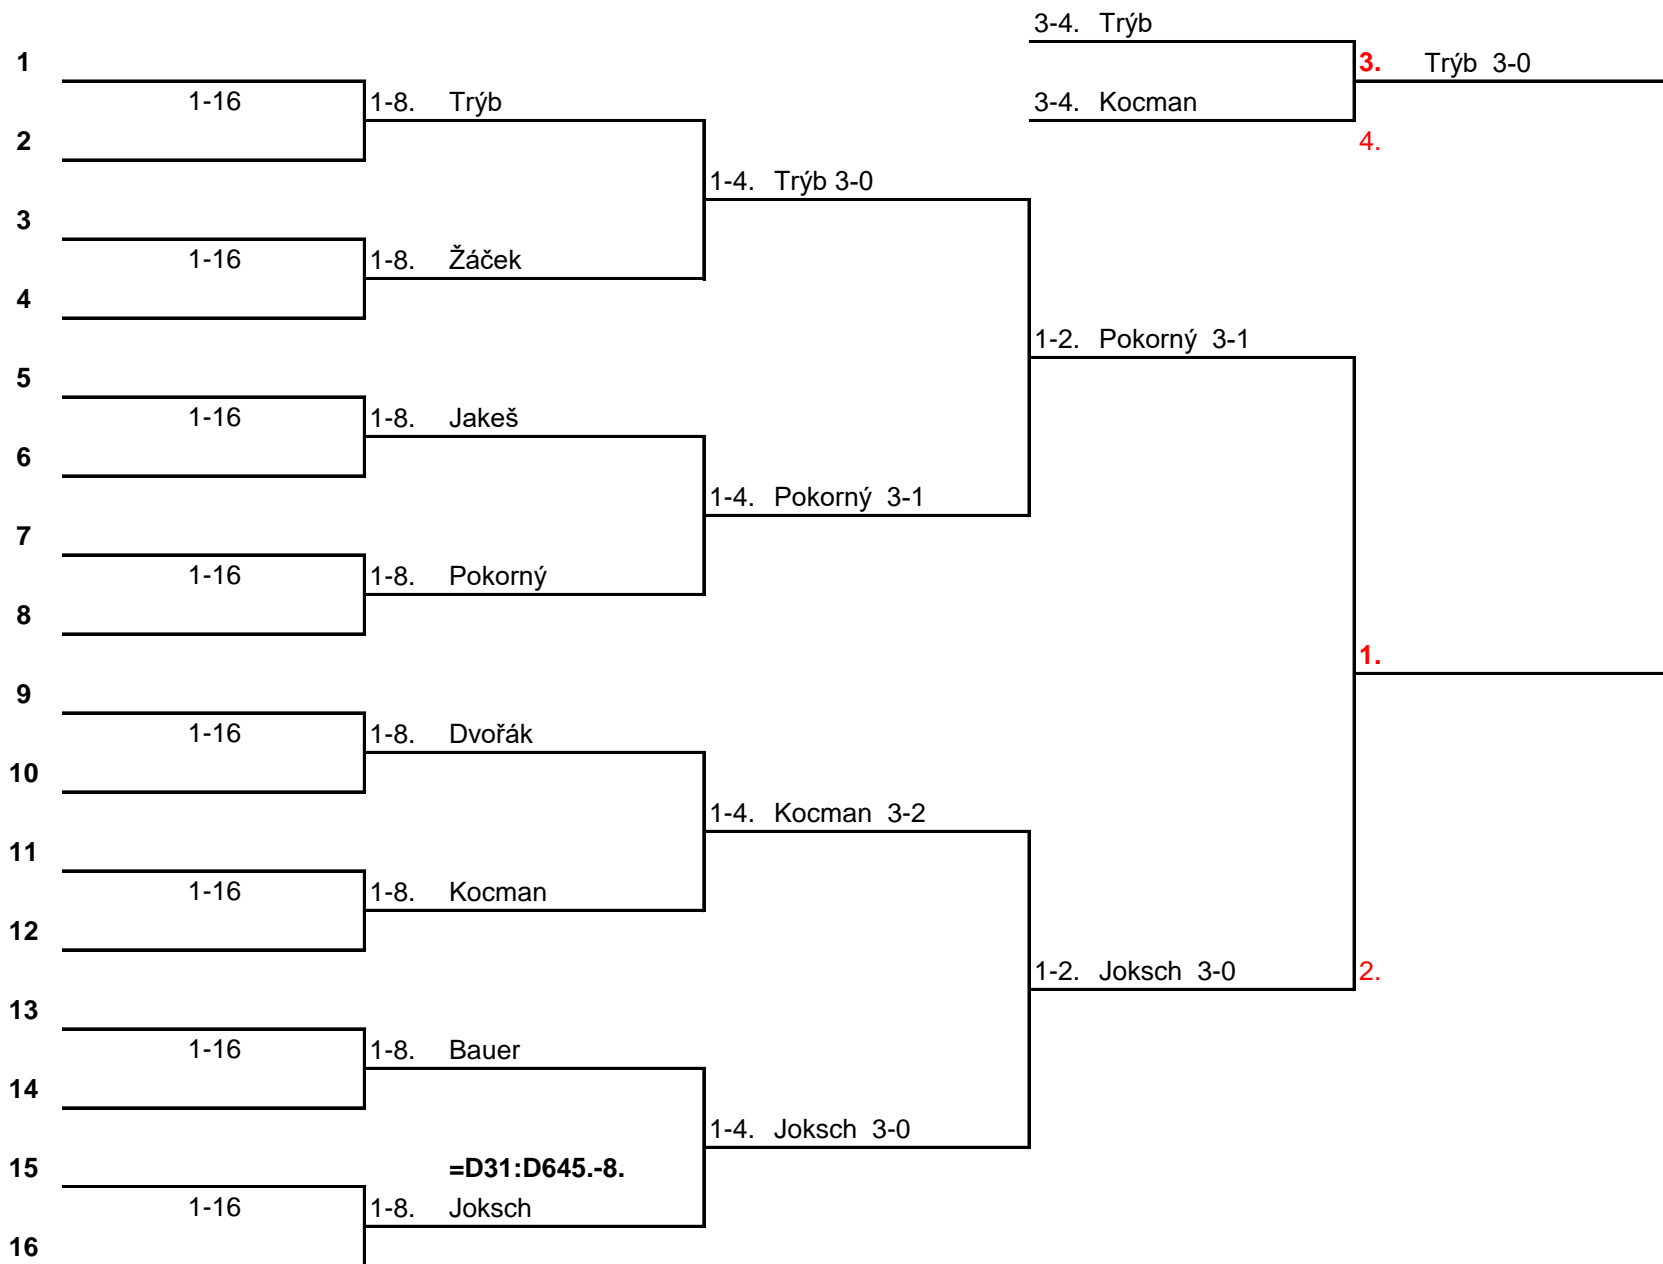 3-4. Trýb
1 3. Trýb 3-0
1-16 1-8. Trýb 3-4. Kocman
2 4.
1-4. Trýb 3-0
3
1-16 1-8. Žáček
4
1-2. Pokorný 3-1
5
1-16 1-8. Jakeš
6
1-4. Pokorný 3-1
7
1-16 1-8. Pokorný
8
1.
9
1-16 1-8. Dvořák
10
1-4. Kocman 3-2
11
1-16 1-8. Kocman
12
1-2. Joksch 3-0 2.
13
1-16 1-8. Bauer
14
1-4. Joksch 3-0
15 =D31:D645.-8.
1-16 1-8. Joksch
16